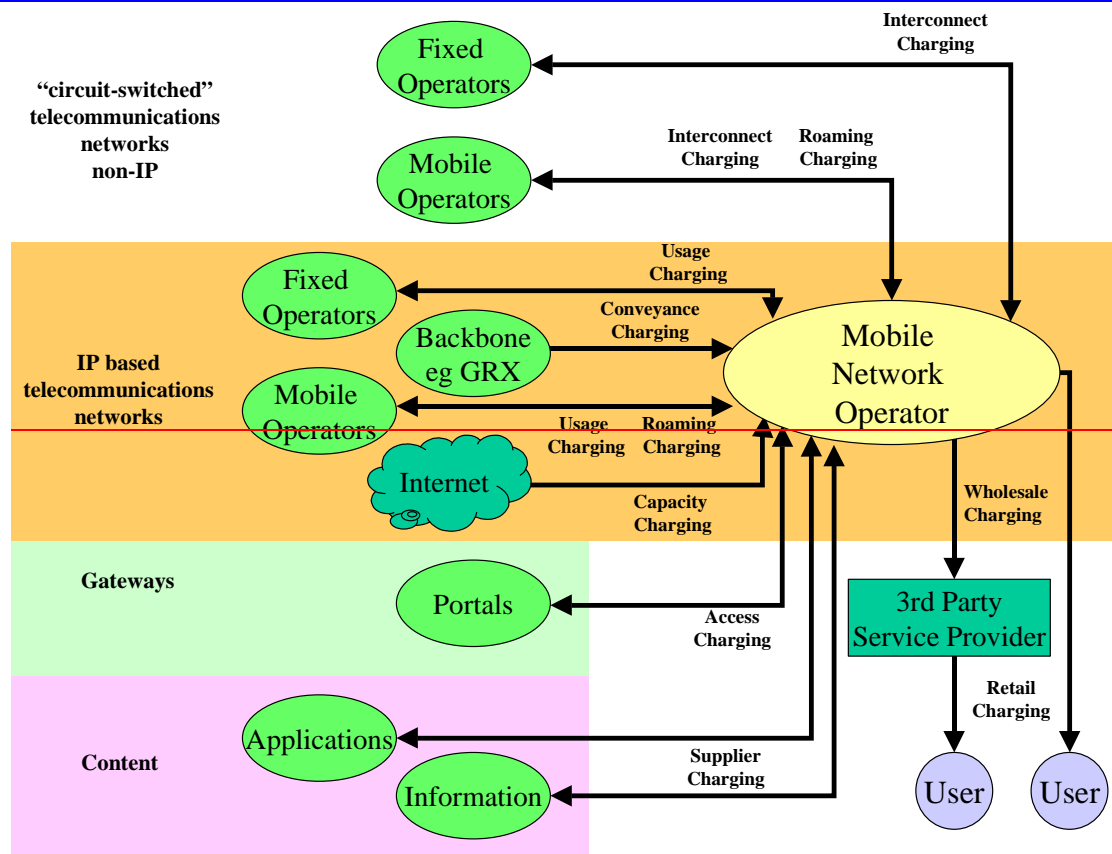 Interconnect
Charging
Fixed
Operators
“circuit-switched”
telecommunications
networks
non-IP
Interconnect
Charging
Roaming
Charging
Mobile
Operators
Usage
Charging
Fixed
Operators
Conveyance
Charging
Backbone
eg GRX
Mobile
Network
Operator
IP based
telecommunications
networks
Mobile
Operators
Usage
Charging
Roaming
Charging
Internet
Capacity
Charging
Wholesale
Charging
Gateways
Portals
Access
Charging
3rd Party
Service Provider
Retail
Charging
Content
Applications
Supplier
Charging
Information
User
User